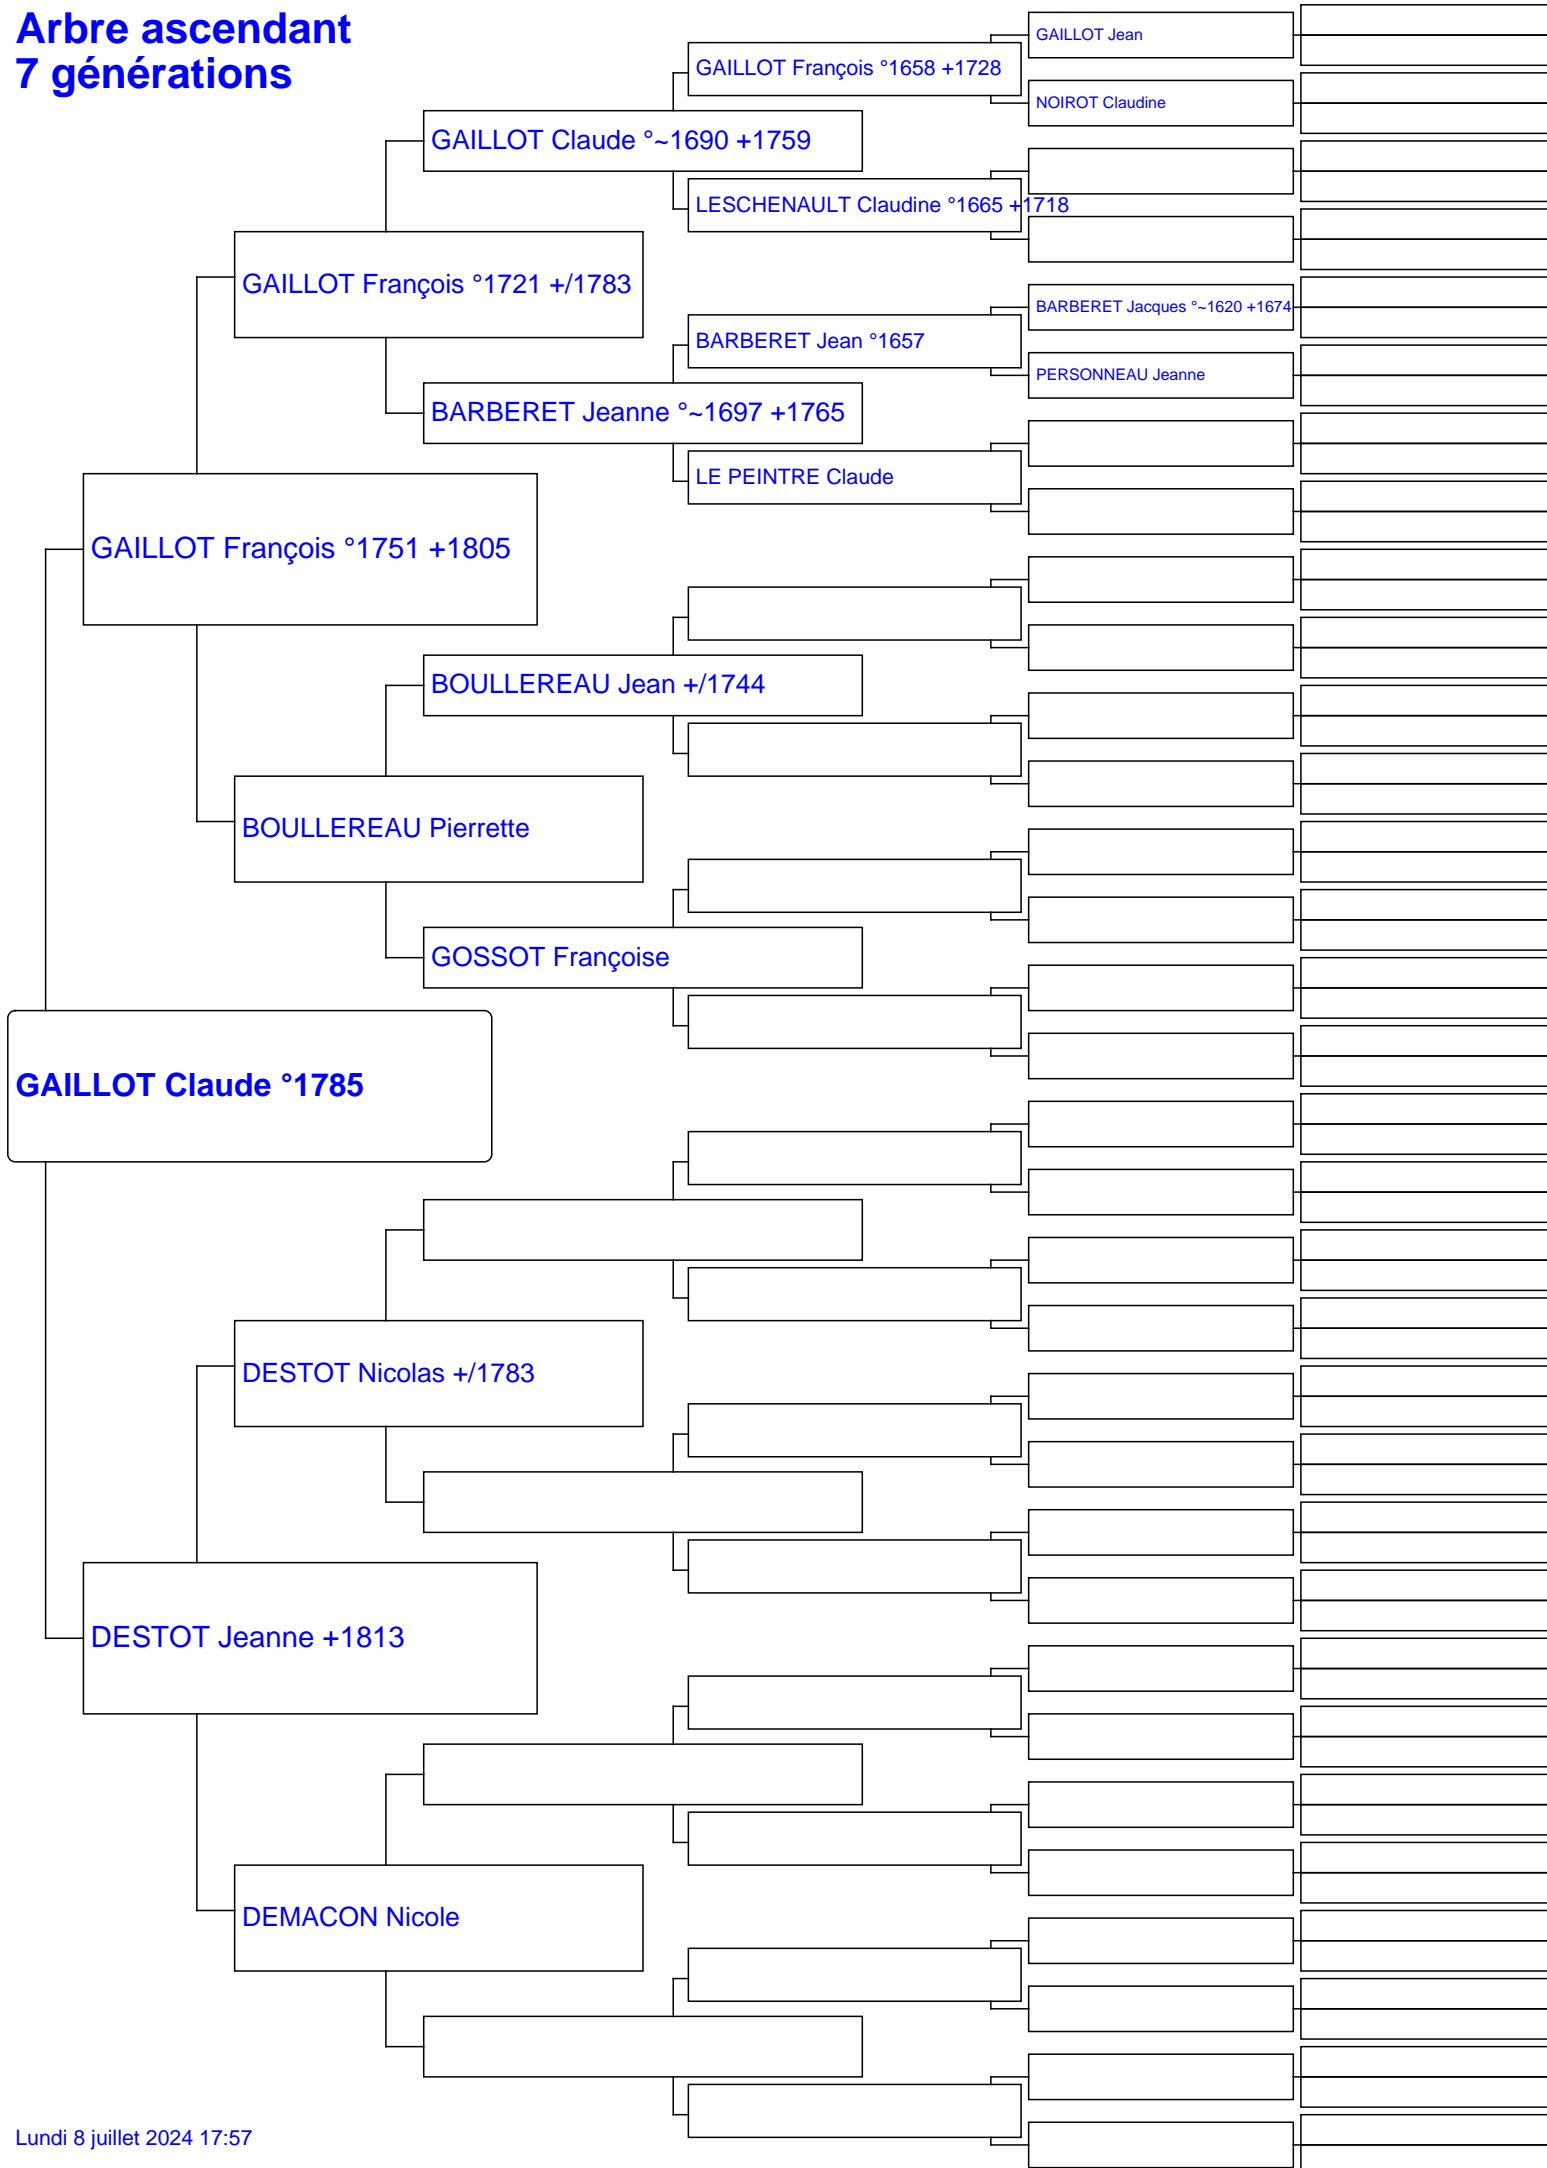 Arbre ascendant
7 générations
GAILLOT Jean
GAILLOT François °1658 +1728
NOIROT Claudine
GAILLOT Claude °~1690 +1759
LESCHENAULT Claudine °1665 +1718
GAILLOT François °1721 +/1783
BARBERET Jacques °~1620 +1674
BARBERET Jean °1657
PERSONNEAU Jeanne
BARBERET Jeanne °~1697 +1765
LE PEINTRE Claude
GAILLOT François °1751 +1805
BOULLEREAU Jean +/1744
BOULLEREAU Pierrette
GOSSOT Françoise
GAILLOT Claude °1785
DESTOT Nicolas +/1783
DESTOT Jeanne +1813
DEMACON Nicole
Lundi 8 juillet 2024 17:57